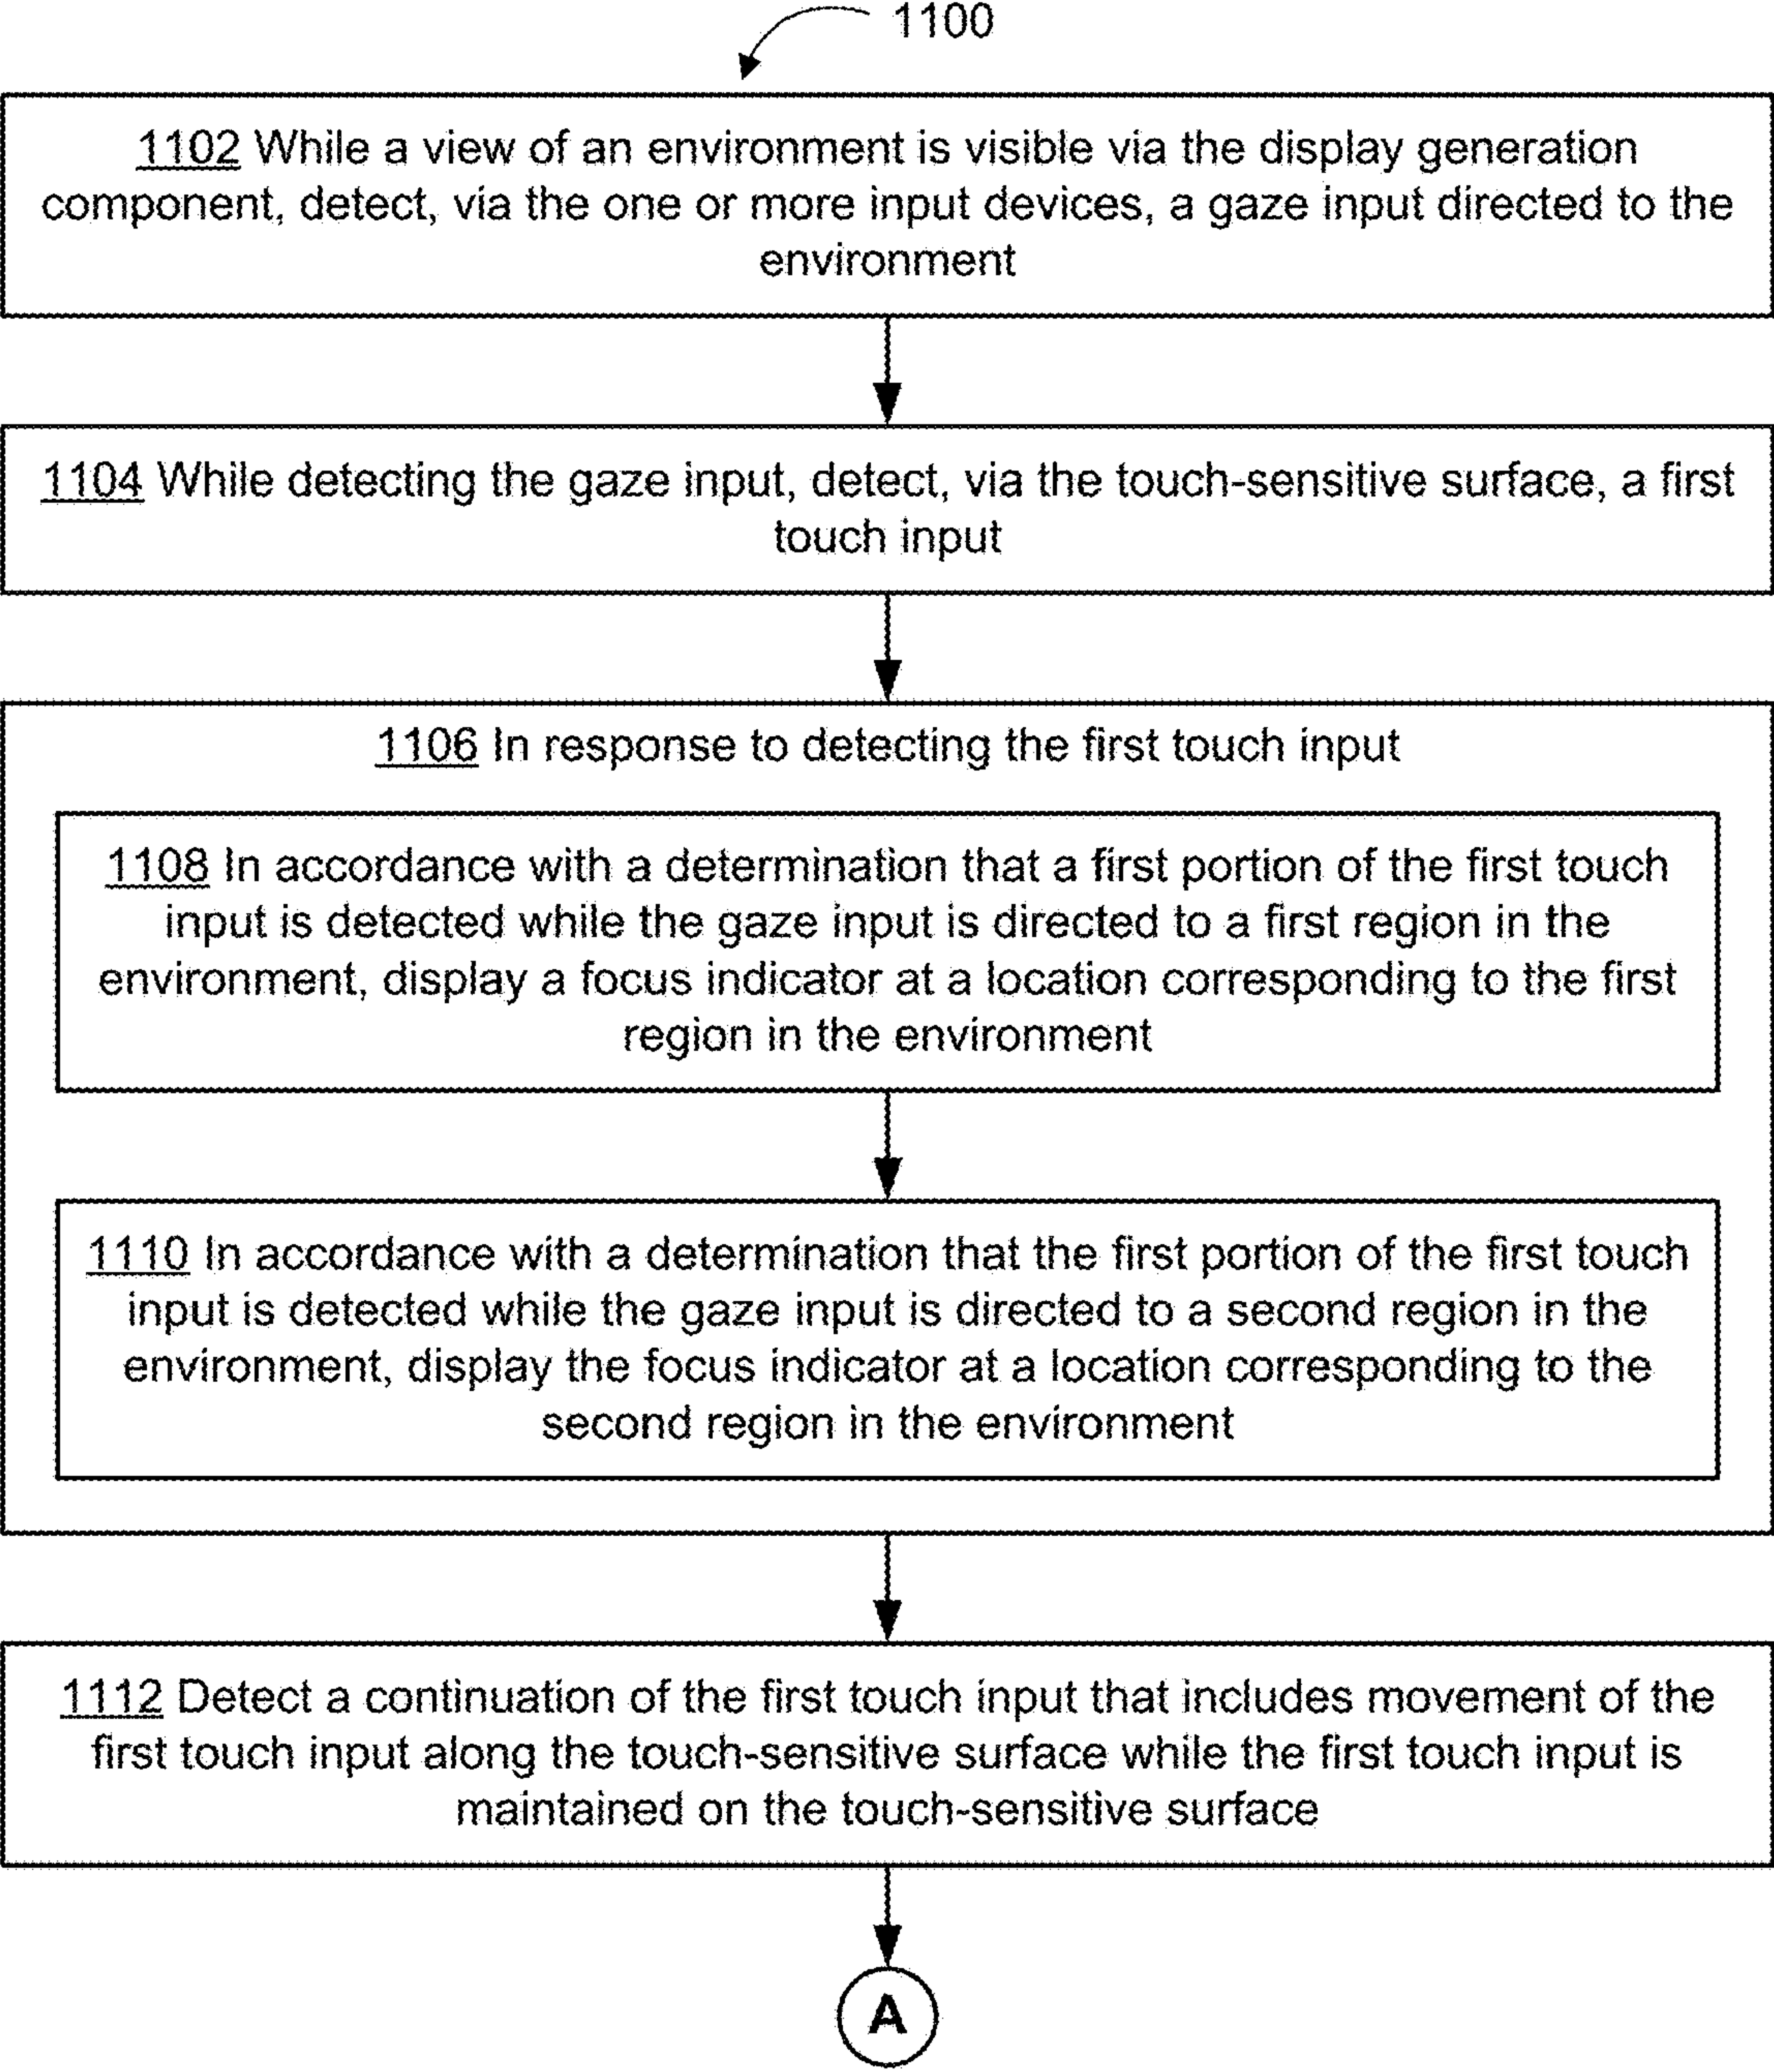 1100
1102 While a view of an environment is visible via the display generation
component, detect, via the one or more input devices, a gaze input directed to the
environment
1104 While detecting the gaze input, detect, via the touch-sensitive surface, a first
touch input
1106 In response to detecting the first touch input
1108 In accordance with a determination that a first portion of the first touch
input is detected while the gaze input is directed to a first region in the
environment, display a focus indicator at a location corresponding to the first
region in the environment
1110 In accordance with a determination that the first portion of the first touch
input is detected while the gaze input is directed to a second region in the
environment, display the focus indicator at a location corresponding to the
second region in the environment
1112 Detect a continuation of the first touch input that includes movement of the
first touch input along the touch-sensitive surface while the first touch input is
maintained on the touch-sensitive surface
A